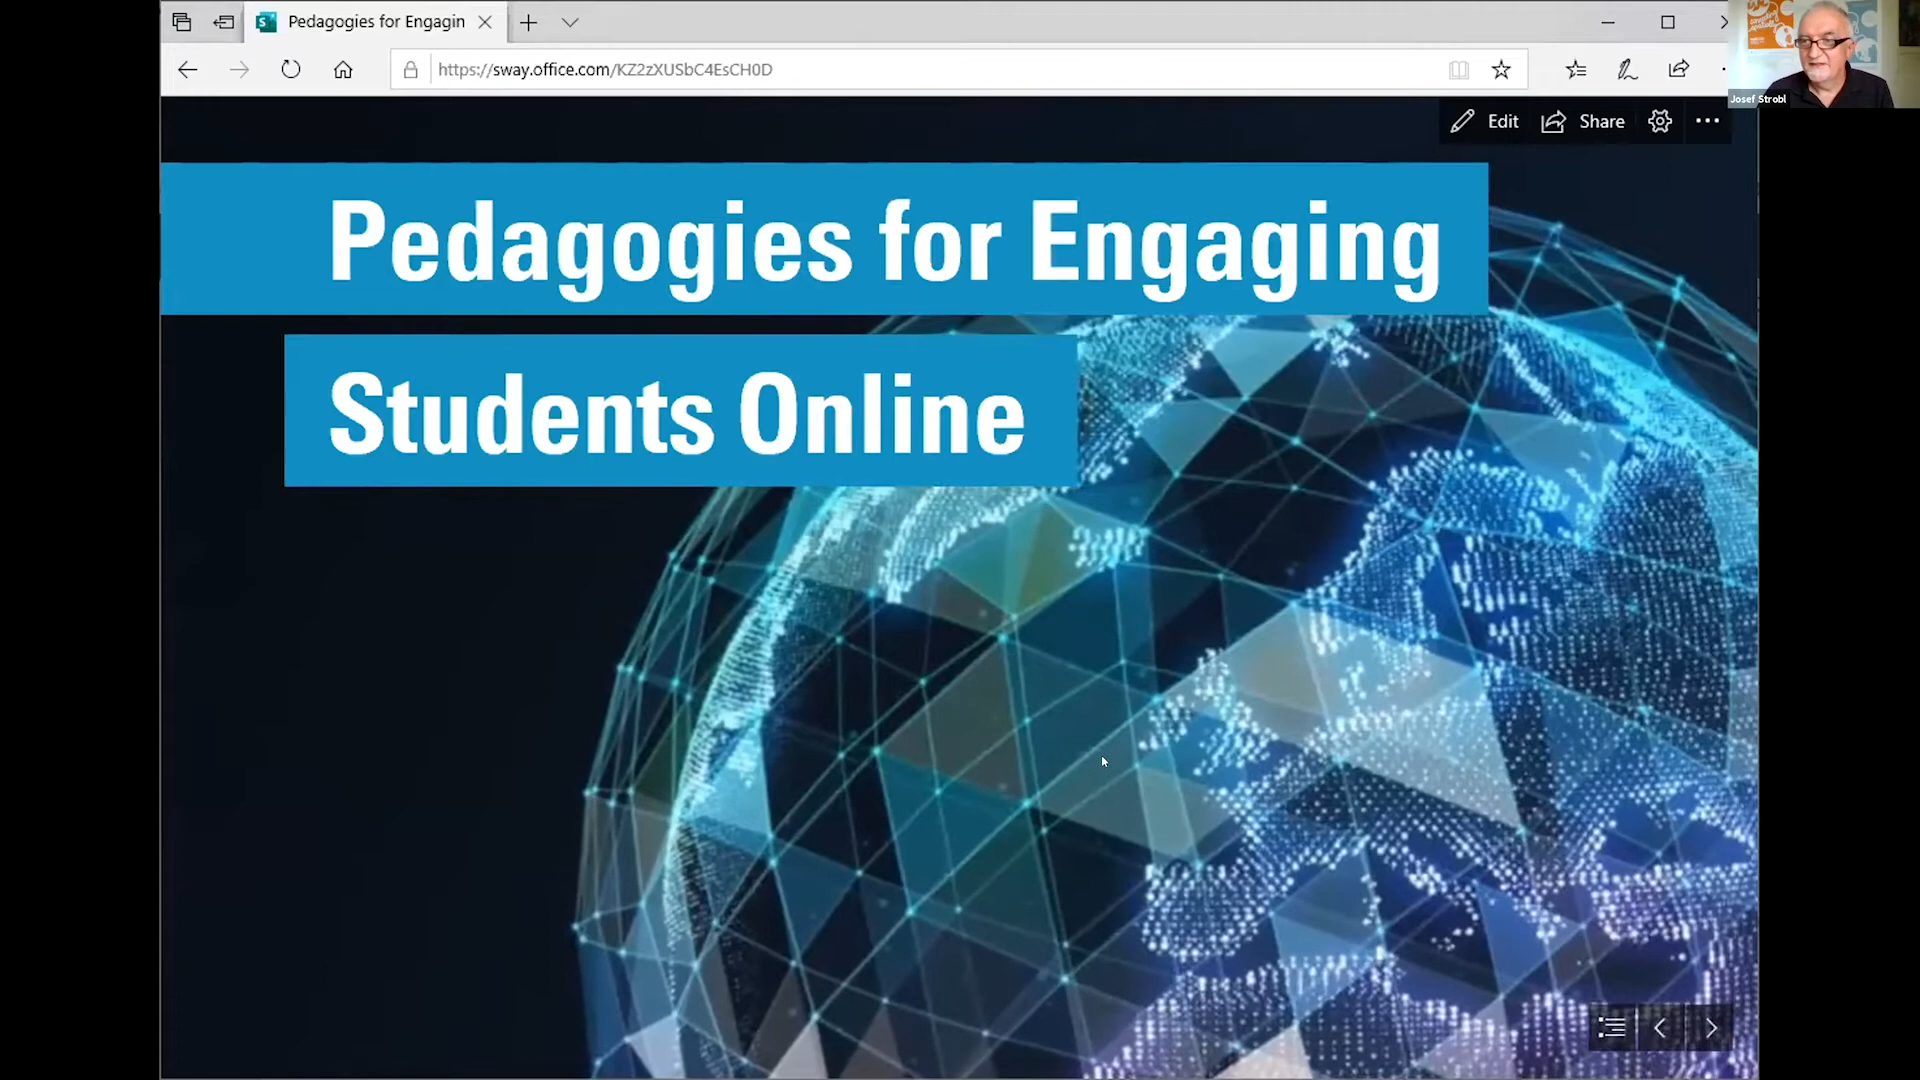 Pedagogies for Engagin
https://sway.office.com/KZ2zXUSbC4EsCH0D
Josef Strobl
Edit
Share
Pedagogies for Engaging
Students Online